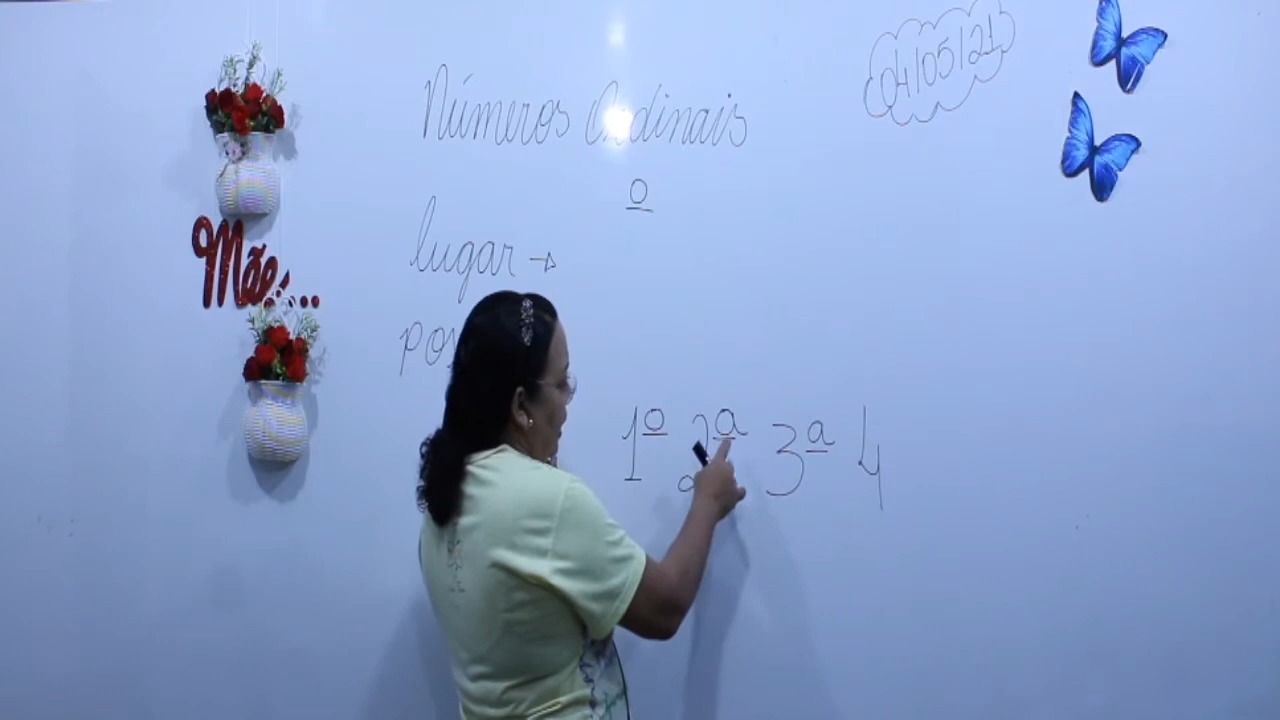 04/05/21
Números Ordinais
o
lugar →
Mãe...
1º 2ª 3ª 4